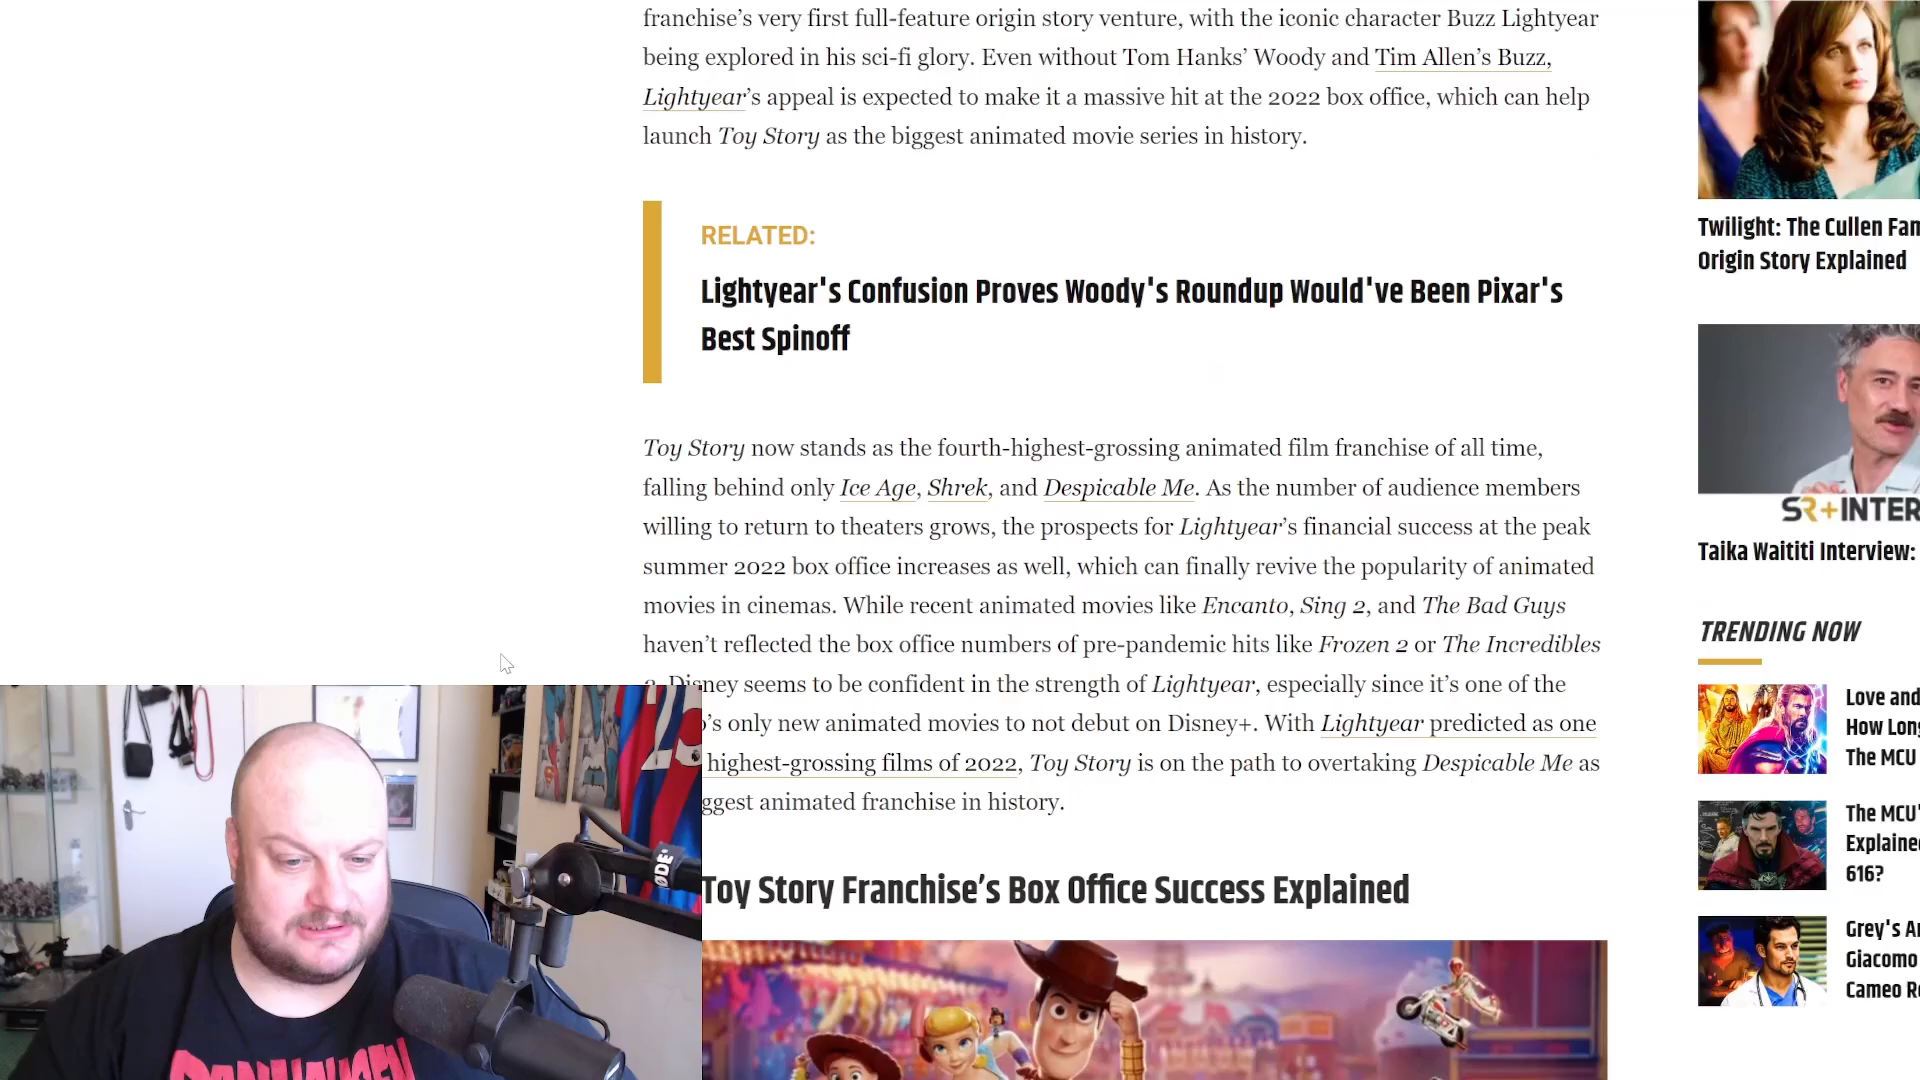 franchise’s very first full-feature origin story venture, with the iconic character Buzz Lightyear
being explored in his sci-fi glory. Even without Tom Hanks’ Woody and Tim Allen’s Buzz,
Lightyear’s appeal is expected to make it a massive hit at the 2022 box office, which can help
launch Toy Story as the biggest animated movie series in history.
RELATED:
Lightyear's Confusion Proves Woody's Roundup Would've Been Pixar's
Best Spinoff
Toy Story now stands as the fourth-highest-grossing animated film franchise of all time,
falling behind only Ice Age, Shrek, and Despicable Me. As the number of audience members
willing to return to theaters grows, the prospects for Lightyear’s financial success at the peak
summer 2022 box office increases as well, which can finally revive the popularity of animated
movies in cinemas. While recent animated movies like Encanto, Sing 2, and The Bad Guys
haven’t reflected the box office numbers of pre-pandemic hits like Frozen 2 or The Incredibles
2, Disney seems to be confident in the strength of Lightyear, especially since it’s one of the
’s only new animated movies to not debut on Disney+. With Lightyear predicted as one
highest-grossing films of 2022, Toy Story is on the path to overtaking Despicable Me as
ggest animated franchise in history.
Toy Story Franchise’s Box Office Success Explained
Twilight: The Cullen Fam
Origin Story Explained
SR+INTER
Taika Waititi Interview:
TRENDING NOW
Love and
How Long
The MCU
The MCU'
Explained
616?
Grey's An
Giacomo
Cameo Re
RØDE